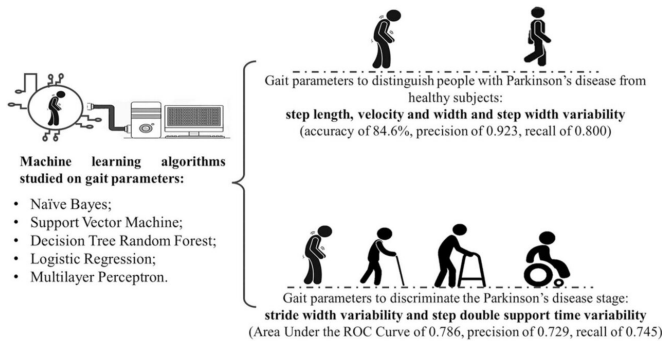 Machine learning algorithms
studied on gait parameters:
• Naïve Bayes;
• Support Vector Machine;
• Decision Tree Random Forest;
• Logistic Regression;
• Multilayer Perceptron.
Gait parameters to distinguish people with Parkinson's disease from
healthy subjects:
step length, velocity and width and step width variability
(accuracy of 84.6%, precision of 0.923, recall of 0.800)
Gait parameters to discriminate the Parkinson's disease stage:
stride width variability and step double support time variability
(Area Under the ROC Curve of 0.786, precision of 0.729, recall of 0.745)